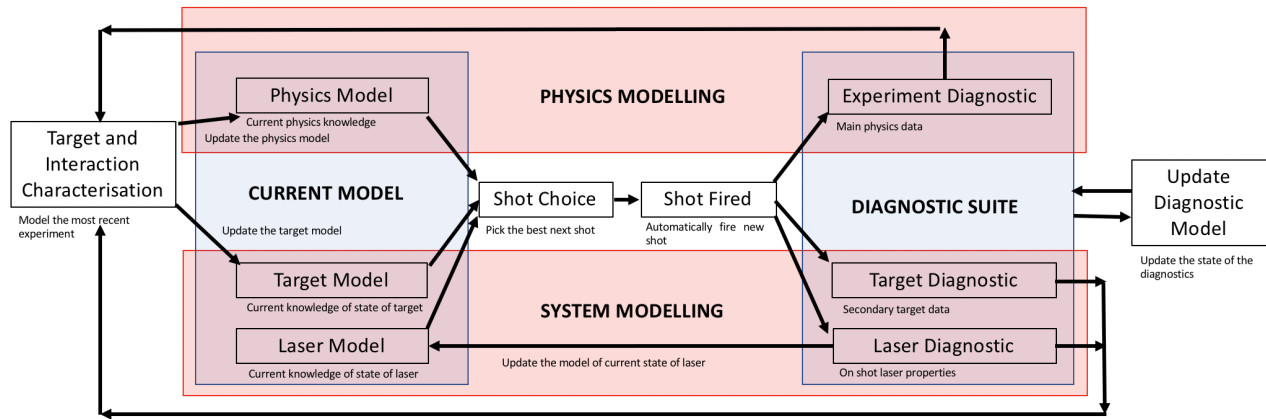 PHYSICS MODELLING
Physics Model
Current physics knowledge
Update the physics model
Experiment Diagnostic
Main physics data
Target and
Interaction
Characterisation
Model the most recent
experiment
CURRENT MODEL
Update the target model
Shot Choice
Pick the best next shot
Shot Fired
Automatically fire new
shot
DIAGNOSTIC SUITE
Update
Diagnostic
Model
Update the state of the
diagnostics
Target Model
Current knowledge of state of target
SYSTEM MODELLING
Target Diagnostic
Secondary target data
Laser Model
Current knowledge of state of laser
Update the model of current state of laser
Laser Diagnostic
On shot laser properties